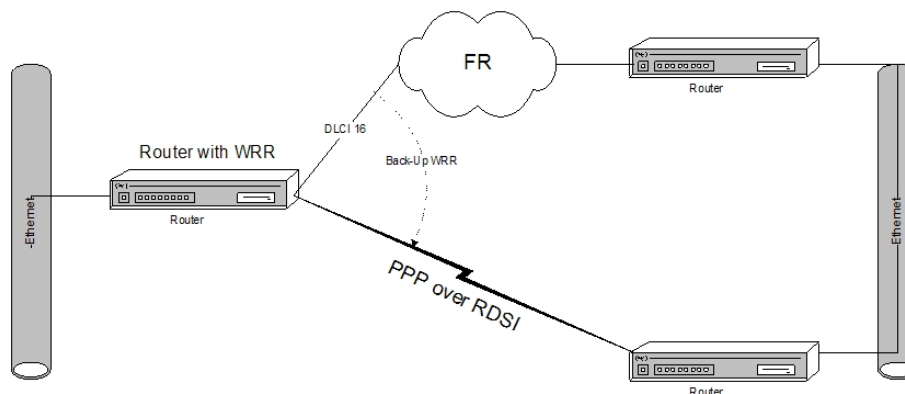 FR
Router
DLCI 16
Router with WRR
Back-Up WRR
Router
-Ethernet
Ethernet
PPP over RDSI
Router